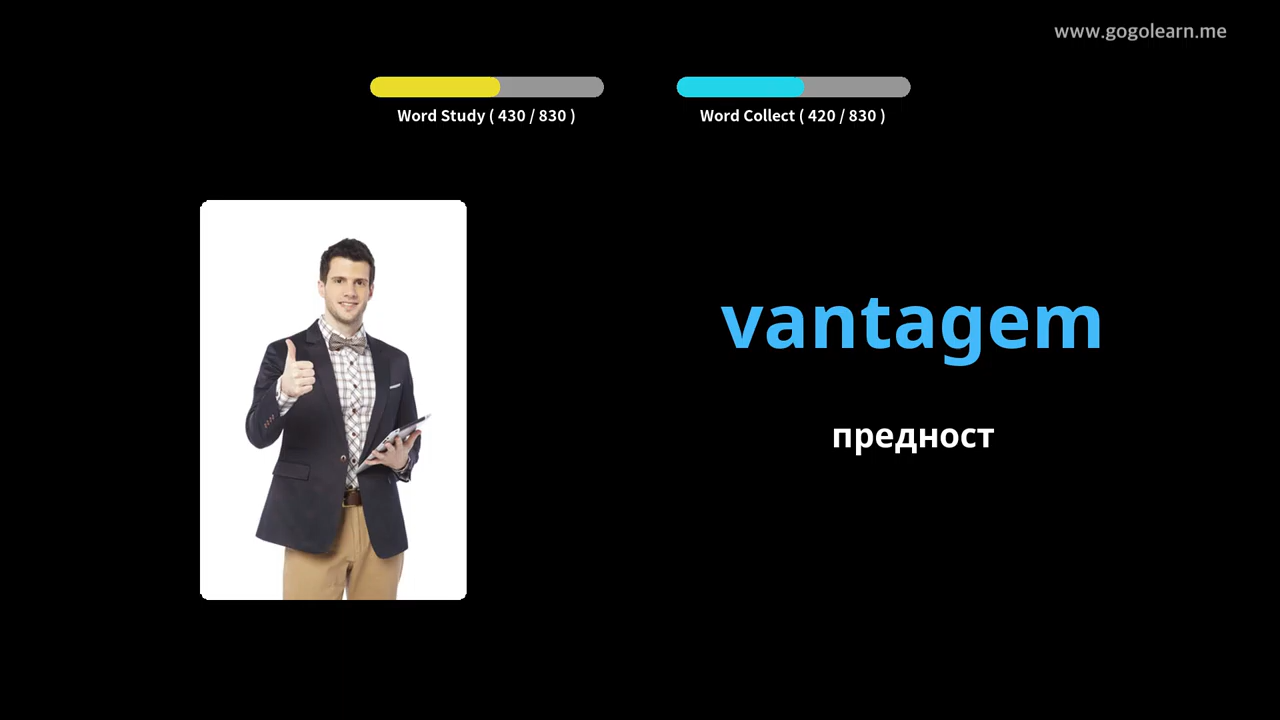 www.gogolearn.me
Word Study ( 430 / 830 )
Word Collect ( 420 / 830 )
vantagem
предност